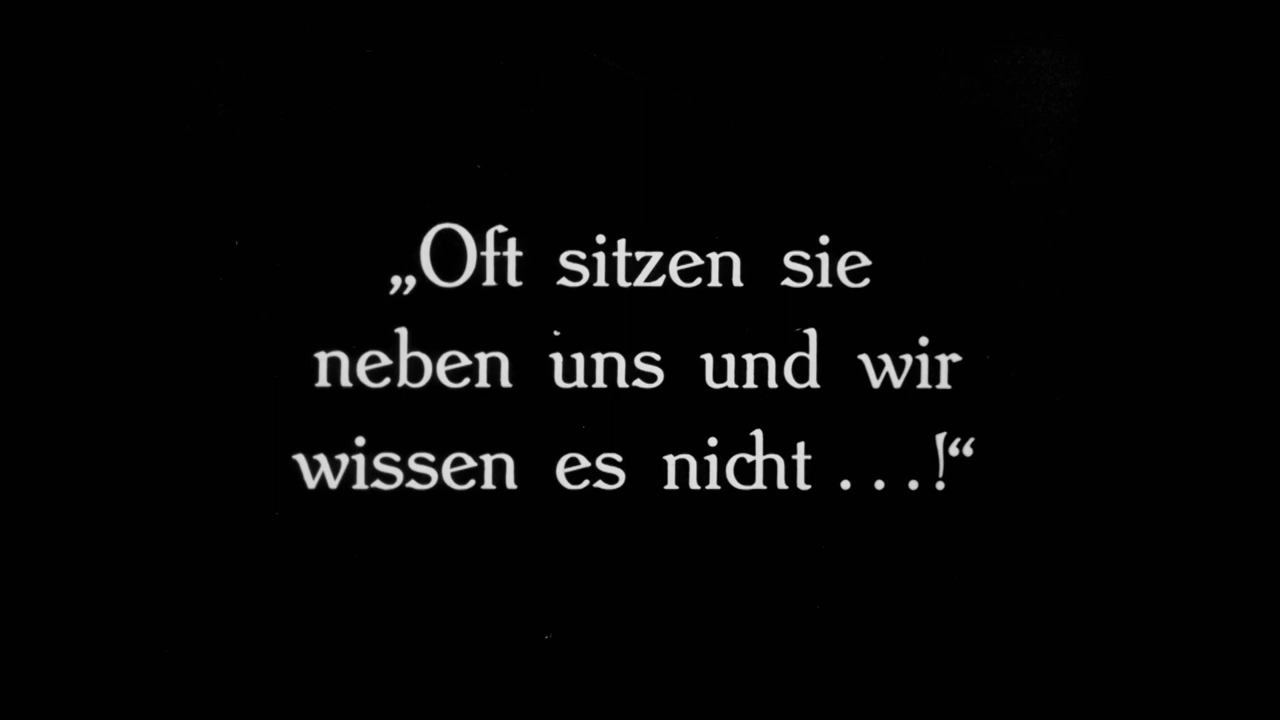 „Oft sitzen sie
neben uns und wir
wissen es nicht ...!“